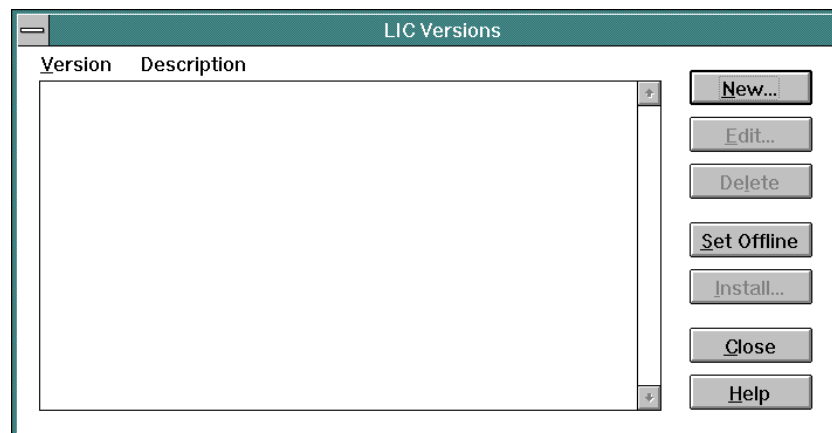 LIC Versions
Version Description
New...
Edit...
Delete
Set Offline
Install...
Close
Help